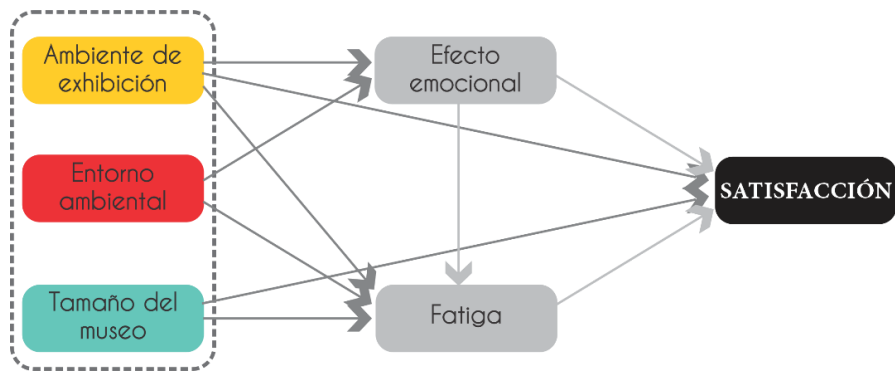 Ambiente de
exhibición
Efecto
emocional
Entorno
ambiental
SATISFACCIÓN
Tamaño del
museo
Fatiga